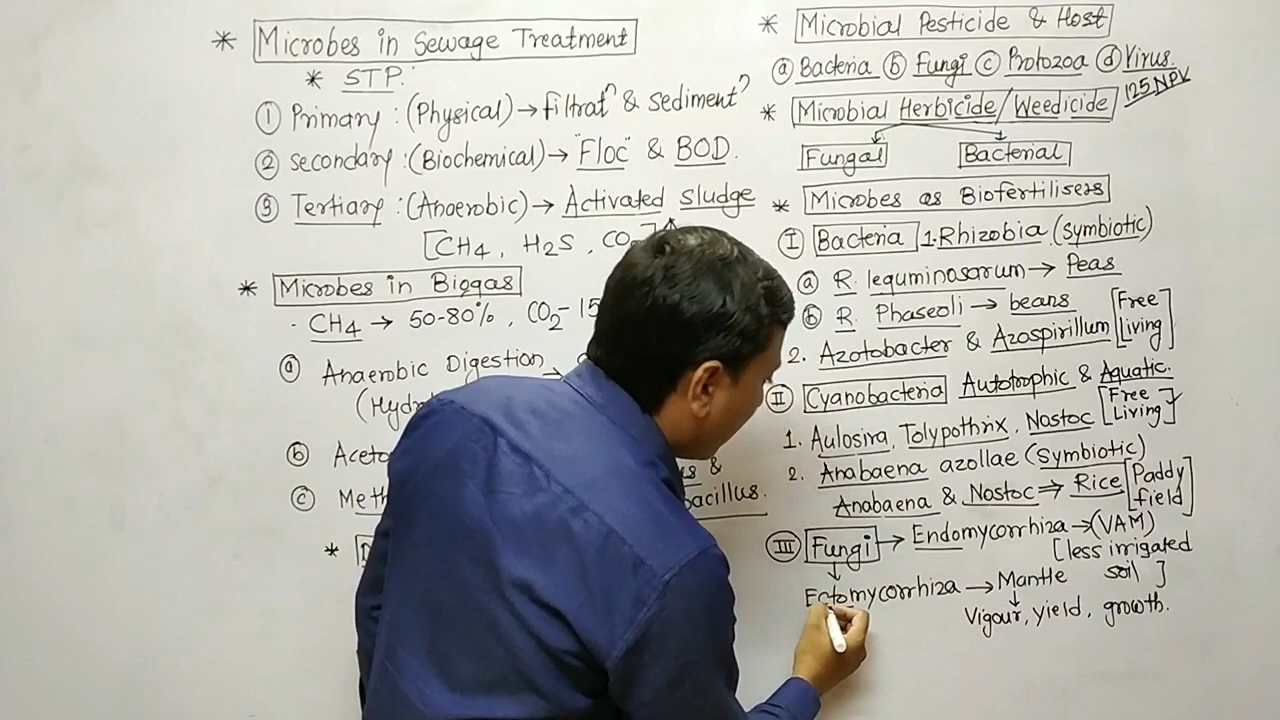 * Microbes in Sewage Treatment
* STP.
① Primary : (Physical) → filtratⁿ & sedimentⁿ
② secondary : (Biochemical) → "Floc" & BOD.
③ Tertiary : (Anaerobic) → Activated sludge
[CH4, H2S, CO
* Microbes in Biogas
. CH4 → 50-80%, CO2 - 15
ⓐ Anaerobic Digestion →
(Hydro
ⓑ Aceto
&
ⓒ Meth
bacillus.
*
* Microbial Pesticide & Host
ⓐ Bacteria ⓑ Fungi ⓒ Protozoa ⓓ Virus.
125 NPV
* Microbial Herbicide/Weedicide
Fungal Bacterial
* Microbes as Biofertilisers
Ⓘ Bacteria 1. Rhizobia (Symbiotic)
ⓐ R. leguminosarum → Peas
ⓑ R. Phaseoli → beans
2. Azotobacter & Azospirillum [Free Living]
Ⅱ Cyanobacteria Autotrophic & Aquatic.
1. Aulosira, Tolypothrix, Nostoc [Free Living]
2. Anabaena azollae (Symbiotic)
Anabaena & Nostoc → Rice [Paddy field]
Ⅲ Fungi → Endomycorrhiza → (VAM)
[less irrigated soil]
↓
Ectomycorrhiza → Mantle
↓
Vigour, yield, growth.